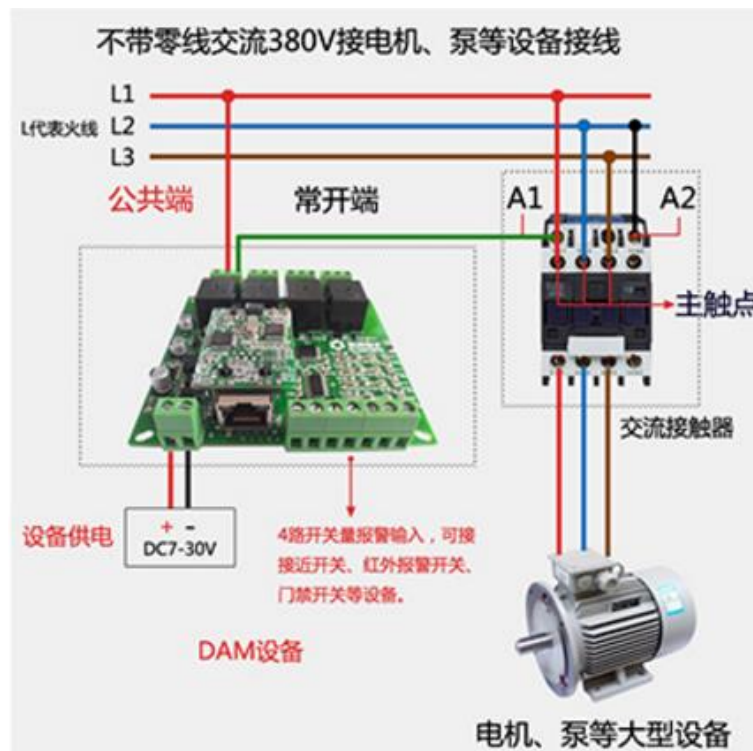 不带零线交流380V接电机、泵等设备接线
L1
L代表火线 L2
L3
公共端 常开端 A1 A2
主触点
交流接触器
设备供电 + -
DC7-30V
4路开关量报警输入，可接
接近开关、红外报警开关、
门禁开关等设备。
DAM设备
电机、泵等大型设备